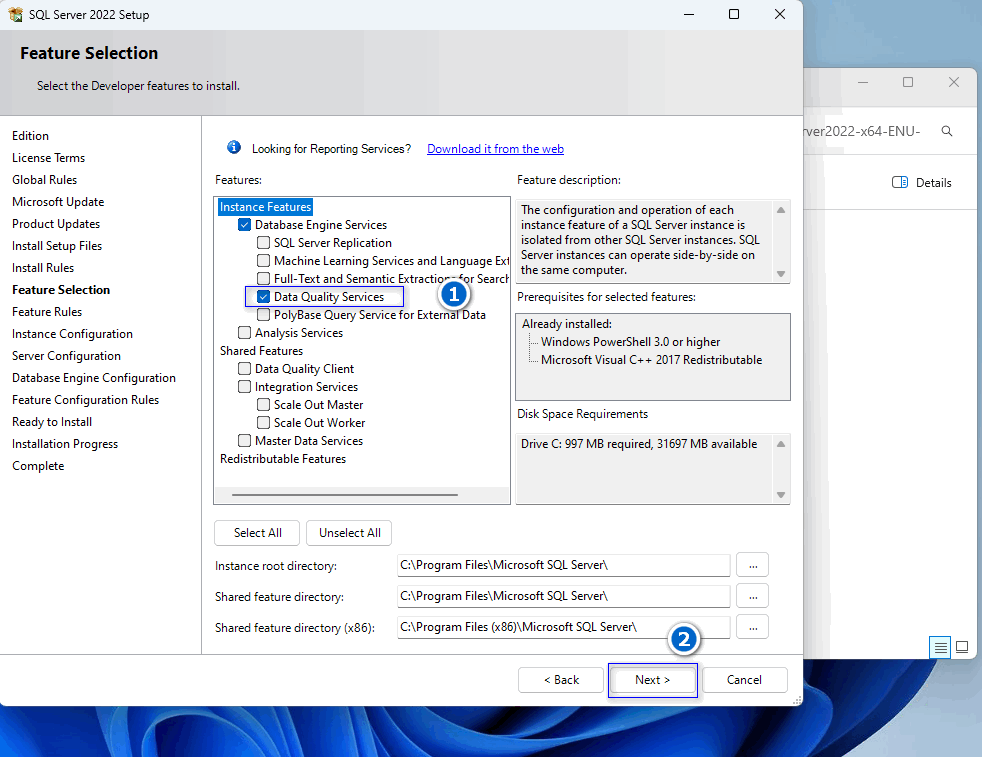 SQL Server 2022 Setup
Feature Selection
Select the Developer features to install.
rver2022-x64-ENU-
Details
Edition
License Terms
Global Rules
Microsoft Update
Product Updates
Install Setup Files
Install Rules
Feature Selection
Feature Rules
Instance Configuration
Server Configuration
Database Engine Configuration
Feature Configuration Rules
Ready to Install
Installation Progress
Complete
Looking for Reporting Services? Download it from the web
Features:
Instance Features
Database Engine Services
SQL Server Replication
Machine Learning Services and Language Ext
Full-Text and Semantic Extractions for Search
Data Quality Services
1
PolyBase Query Service for External Data
Analysis Services
Shared Features
Data Quality Client
Integration Services
Scale Out Master
Scale Out Worker
Master Data Services
Redistributable Features
Feature description:
The configuration and operation of each
instance feature of a SQL Server instance is
isolated from other SQL Server instances. SQL
Server instances can operate side-by-side on
the same computer.
Prerequisites for selected features:
Already installed:
Windows PowerShell 3.0 or higher
Microsoft Visual C++ 2017 Redistributable
Disk Space Requirements
Drive C: 997 MB required, 31697 MB available
Select All
Unselect All
Instance root directory: C:\Program Files\Microsoft SQL Server\ ...
Shared feature directory: C:\Program Files\Microsoft SQL Server\ ...
Shared feature directory (x86): C:\Program Files (x86)\Microsoft SQL Server\ ...
2
< Back
Next >
Cancel